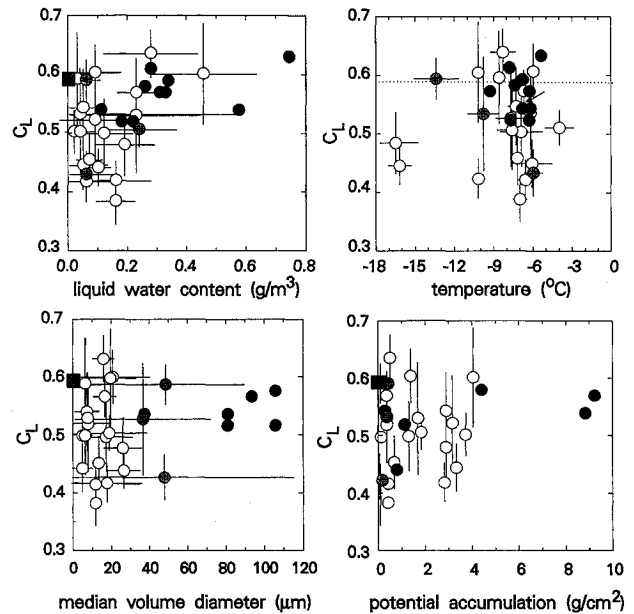 0.7
0.6
0.5
0.4
0.3
C_L
0.0 0.2 0.4 0.6 0.8
liquid water content (g/m³)
0.7
0.6
0.5
0.4
0.3
-18 -15 -12 -9 -6 -3
temperature (°C)
0.7
0.6
0.5
0.4
0.3
C_L
0 20 40 60 80 100 120
median volume diameter (μm)
0.7
0.6
0.5
0.4
0.3
C_L
0 2 4 6 8 10
potential accumulation (g/cm²)